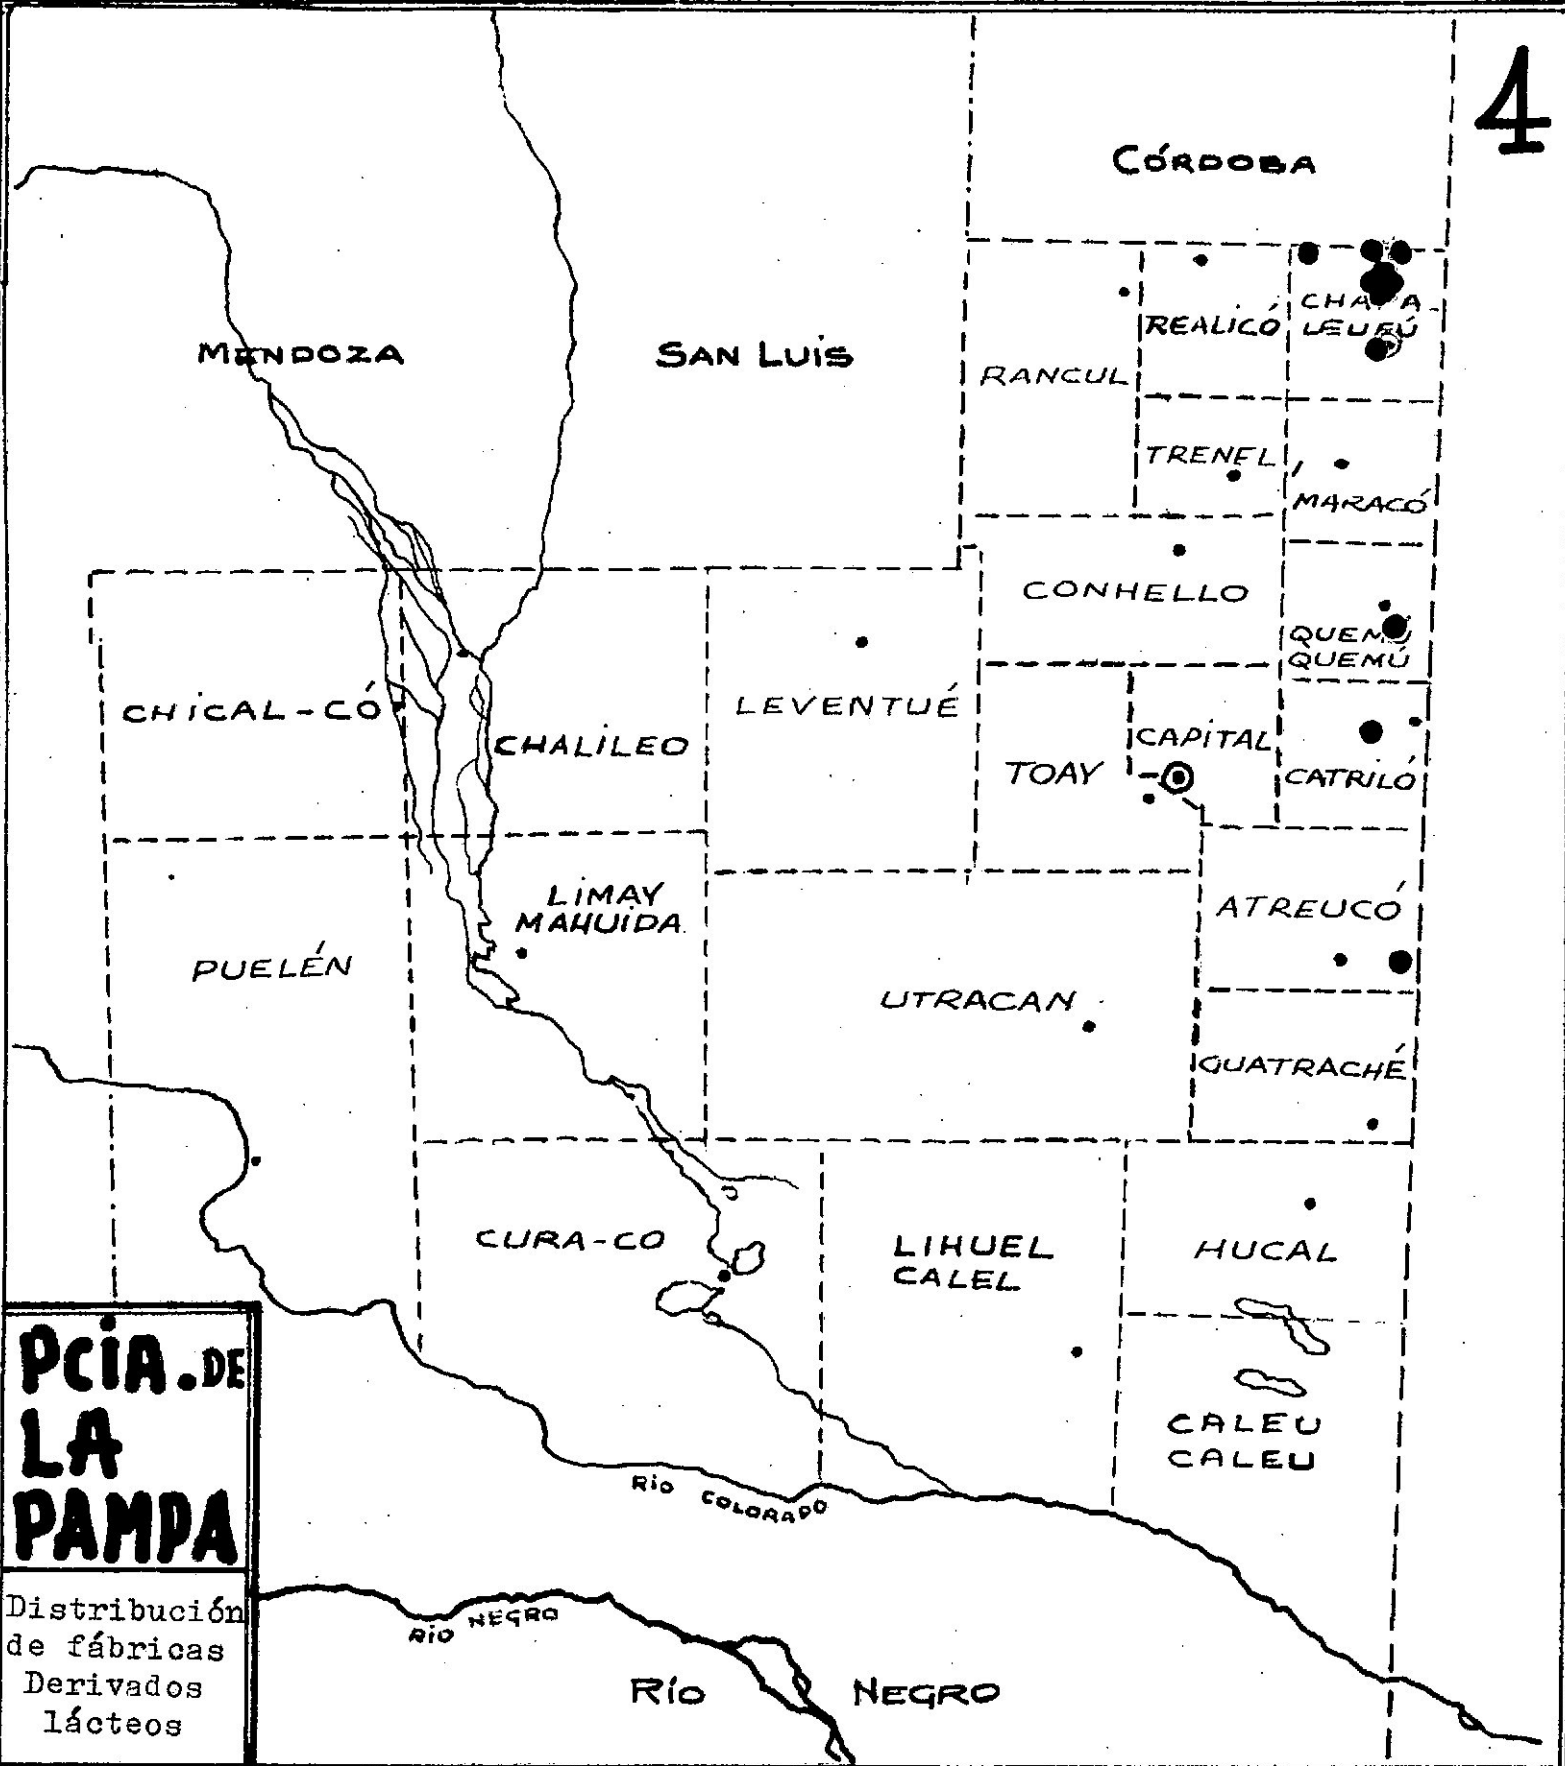 4
CÓRDOBA
MENDOZA
SAN LUIS
RANCUL
REALICÓ
CHAPA
LEUFÚ
TRENEL
MARACÓ
CONHELLO
QUEMÚ
QUEMÚ
CHICAL-CÓ
CHALILEO
LEVENTUÉ
TOAY
CAPITAL
CATRILÓ
LIMAY
MAHUIDA
PUELÉN
UTRACAN
ATREUCÓ
GUATRACHÉ
CURA-CO
LIHUEL
CALEL
HUCAL
CALEU
CALEU
RÍO COLORADO
RÍO NEGRO
RÍO NEGRO
PCIA. DE
LA
PAMPA
Distribución
de fábricas
Derivados
lácteos